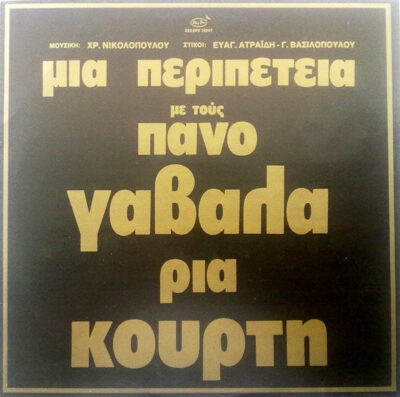 ΜΟΥΣΙΚΗ: ΧΡ. ΝΙΚΟΛΟΠΟΥΛΟΥ ΣΤΙΧΟΙ: ΕΥΑΓ. ΑΤΡΑΪΔΗ - Γ. ΒΑΣΙΛΟΠΟΥΛΟΥ
μια περιπετεια
με τούς
πανο
γαβαλα
ρια
κουρτη